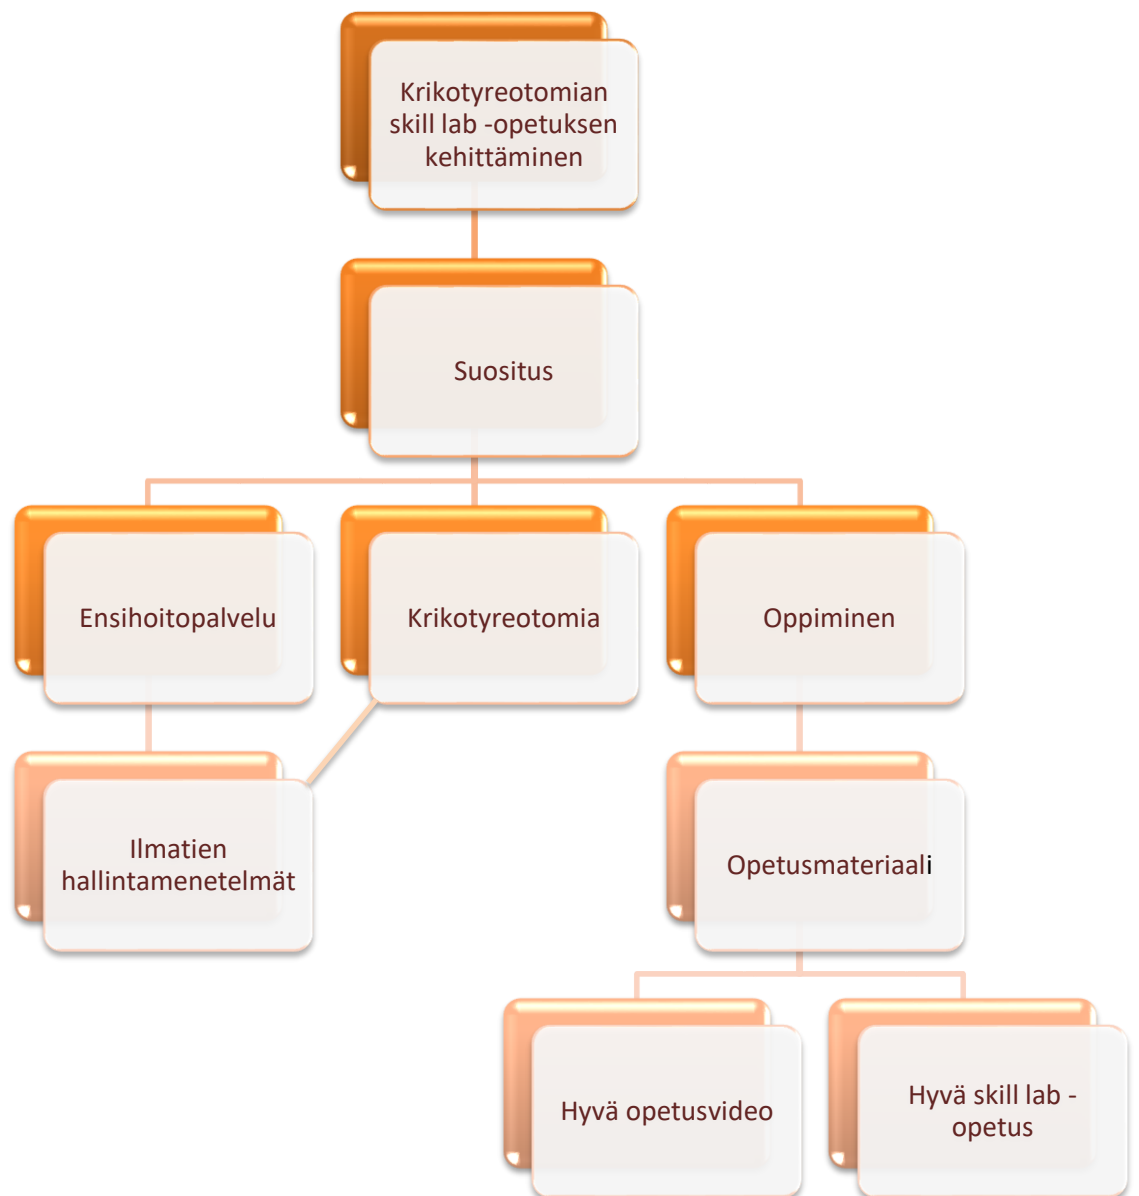 Krikotyreotomian
skill lab -opetuksen
kehittäminen
Suositus
Ensihoitopalvelu
Krikotyreotomia
Oppiminen
Ilmatien
hallintamenetelmät
Opetusmateriaali
Hyvä opetusvideo
Hyvä skill lab -
opetus